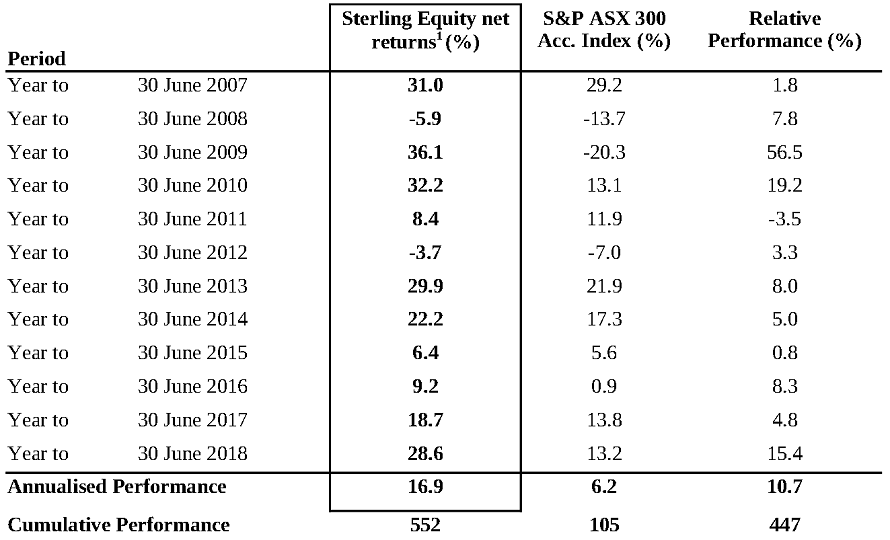 Period Sterling Equity net returns¹ (%) S&P ASX 300 Acc. Index (%) Relative Performance (%)
Year to 30 June 2007 31.0 29.2 1.8
Year to 30 June 2008 -5.9 -13.7 7.8
Year to 30 June 2009 36.1 -20.3 56.5
Year to 30 June 2010 32.2 13.1 19.2
Year to 30 June 2011 8.4 11.9 -3.5
Year to 30 June 2012 -3.7 -7.0 3.3
Year to 30 June 2013 29.9 21.9 8.0
Year to 30 June 2014 22.2 17.3 5.0
Year to 30 June 2015 6.4 5.6 0.8
Year to 30 June 2016 9.2 0.9 8.3
Year to 30 June 2017 18.7 13.8 4.8
Year to 30 June 2018 28.6 13.2 15.4
Annualised Performance 16.9 6.2 10.7
Cumulative Performance 552 105 447